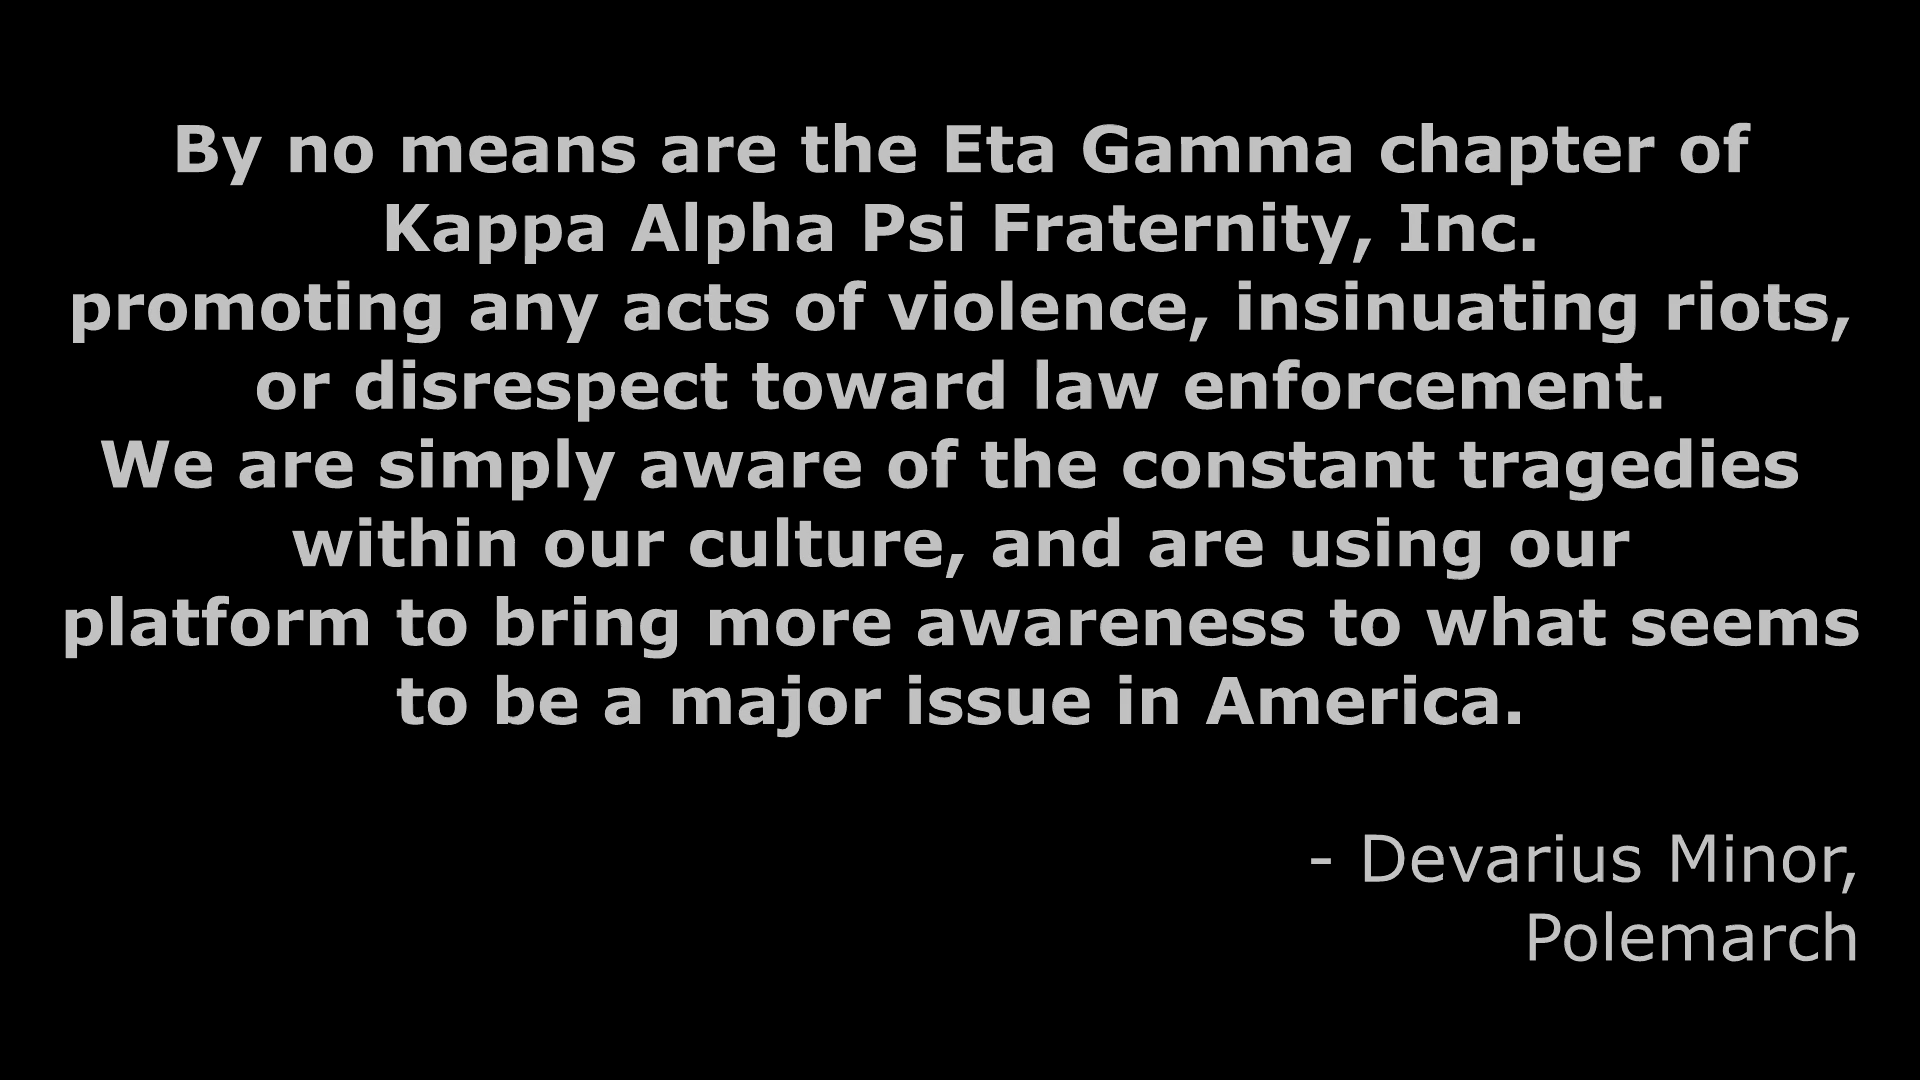 By no means are the Eta Gamma chapter of
Kappa Alpha Psi Fraternity, Inc.
promoting any acts of violence, insinuating riots,
or disrespect toward law enforcement.
We are simply aware of the constant tragedies
within our culture, and are using our
platform to bring more awareness to what seems
to be a major issue in America.
- Devarius Minor,
Polemarch